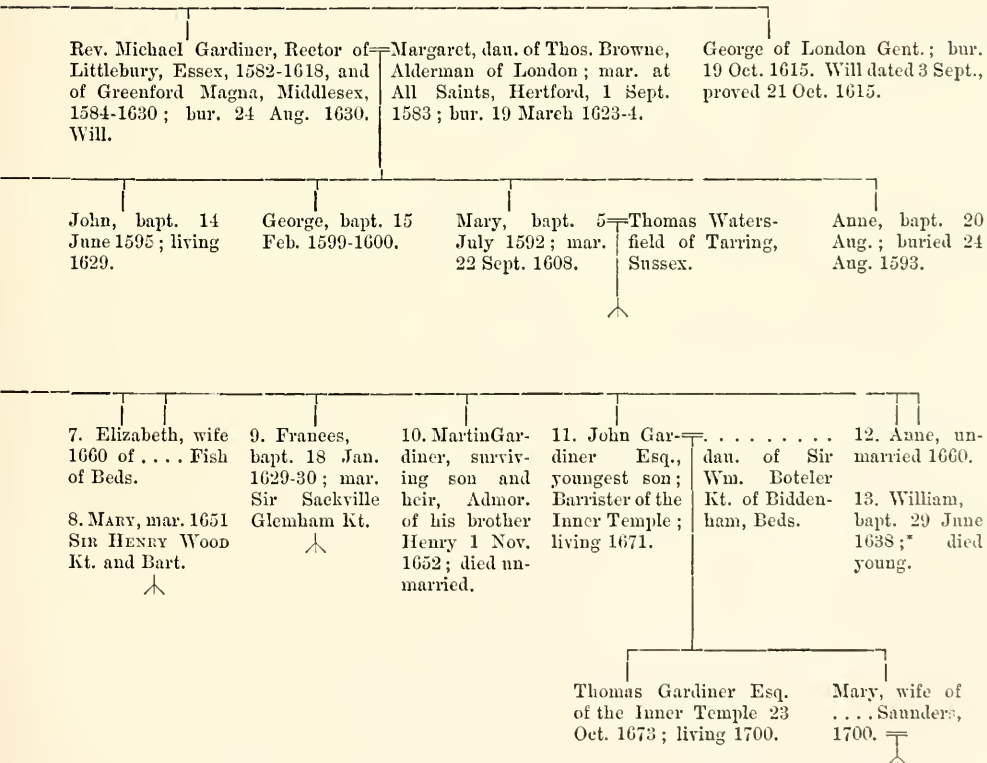 Rev. Michael Gardiner, Rector of
Littlebury, Essex, 1582-1618, and
of Greenford Magna, Middlesex,
1584-1630; bur. 24 Aug. 1630.
Will.
Margaret, dau. of Thos. Browne,
Alderman of London; mar. at
All Saints, Hertford, 1 Sept.
1583; bur. 19 March 1623-4.
George of London Gent.; bur.
19 Oct. 1615. Will dated 3 Sept.,
proved 21 Oct. 1615.
John, bapt. 14
June 1595; living
1629.
George, bapt. 15
Feb. 1599-1600.
Mary, bapt. 5
July 1592; mar.
22 Sept. 1608.
Thomas Waters-
field of Tarring,
Sussex.
Anne, bapt. 20
Aug.; buried 24
Aug. 1593.
7. Elizabeth, wife
1660 of .... Fish
of Beds.
8. MARY, mar. 1651
SIR HENRY WOOD
Kt. and Bart.
9. Frances,
bapt. 18 Jan.
1629-30; mar.
Sir Sackville
Glemham Kt.
10. Martin Gar-
diner, surviv-
ing son and
heir, Admor.
of his brother
Henry 1 Nov.
1652; died un-
married.
11. John Gar-
diner Esq.,
youngest son;
Barrister of the
Inner Temple;
living 1671.
. . . . . . . . .
dau. of Sir
Wm. Boteler
Kt. of Bidden-
ham, Beds.
12. Anne, un-
married 1660.
13. William,
bapt. 29 June
1638;* died
young.
Thomas Gardiner Esq.
of the Inner Temple 23
Oct. 1673; living 1700.
Mary, wife of
.... Saunders,
1700.